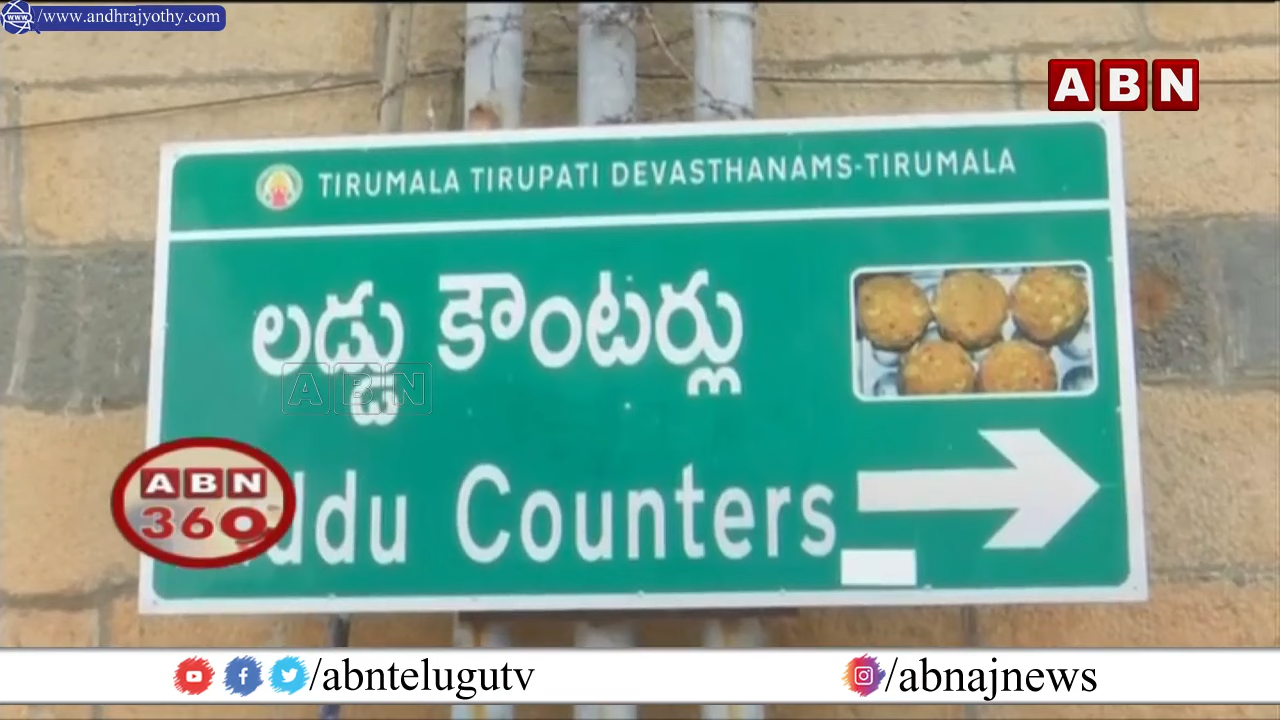 www.andhrajyothy.com
ABN
TIRUMALA TIRUPATI DEVASTHANAMS-TIRUMALA
లడ్డు కౌంటర్లు
ABN
ABN
360
ddu Counters
/abntelugutv
/abnajnews